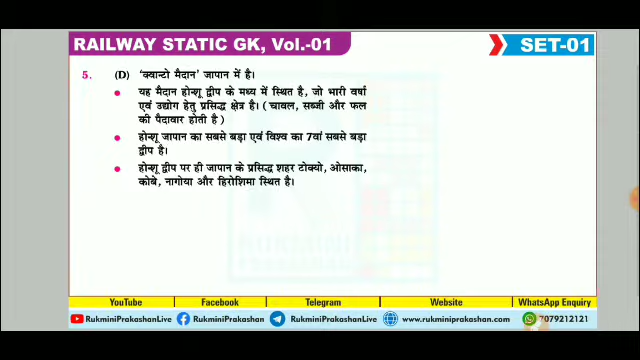 RAILWAY STATIC GK, Vol.-01
SET-01
5. (D) 'क्वान्टो मैदान' जापान में है।
● यह मैदान होन्शू द्वीप के मध्य में स्थित है, जो भारी वर्षा
एवं उद्योग हेतु प्रसिद्ध क्षेत्र है। (चावल, सब्जी और फल
की पैदावार होती है)
● होन्शू जापान का सबसे बड़ा एवं विश्व का 7वां सबसे बड़ा
द्वीप है।
● होन्शू द्वीप पर ही जापान के प्रसिद्ध शहर टोक्यो, ओसाका,
कोबे, नागोया और हिरोशिमा स्थित है।
YouTube Facebook Telegram Website WhatsApp Enquiry
RukminiPrakashanLive RukminiPrakashan RukminiPrakashanLive www.rukminiprakashan.com 7079212121